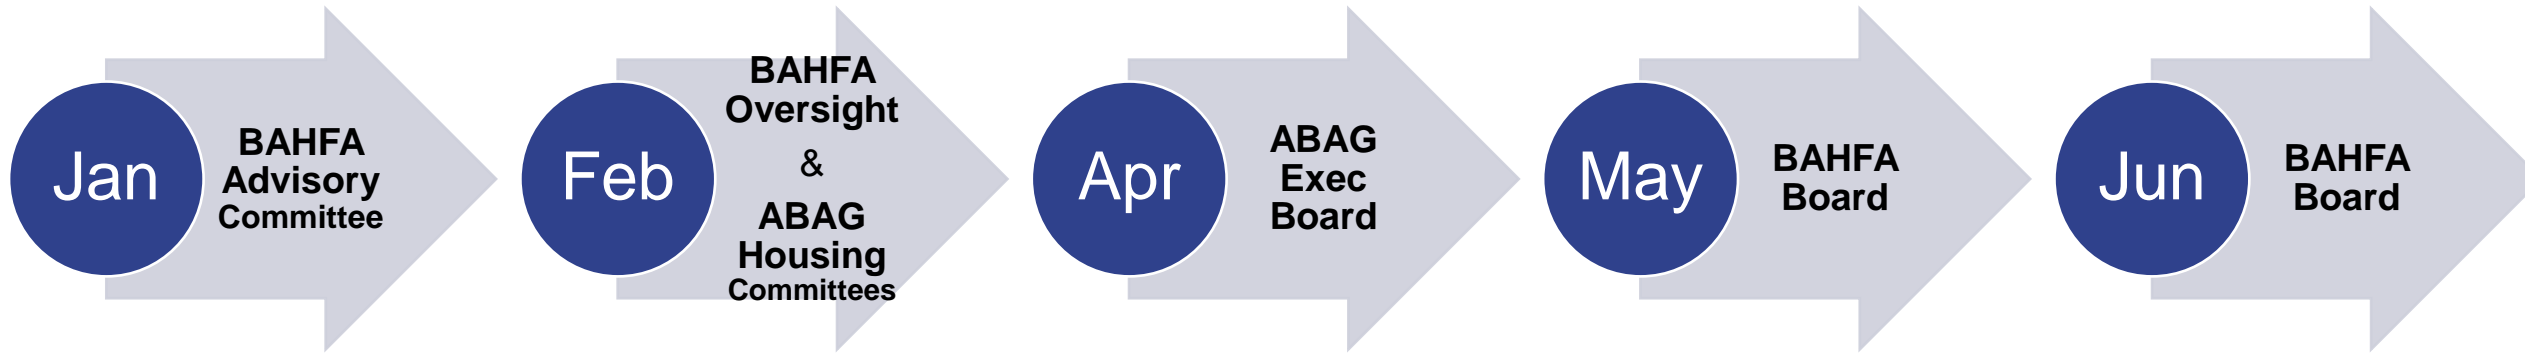 Jan
BAHFA
Advisory
Committee
Feb
BAHFA
Oversight
&
ABAG
Housing
Committees
Apr
ABAG
Exec
Board
May
BAHFA
Board
Jun
BAHFA
Board